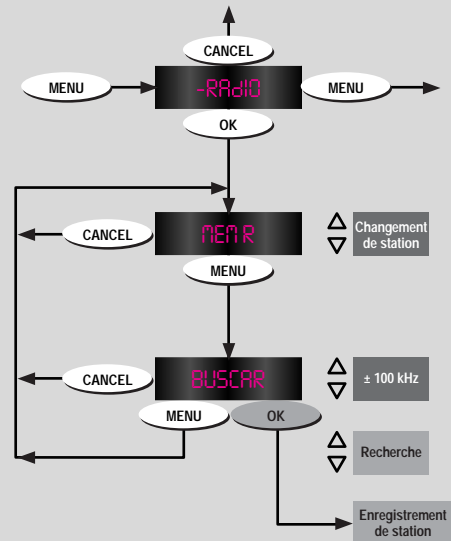 CANCEL
MENU
-RAdIO
MENU
OK
CANCEL
MEM R
Changement
de station
MENU
CANCEL
BUSCAR
± 100 kHz
MENU
OK
Recherche
Enregistrement
de station